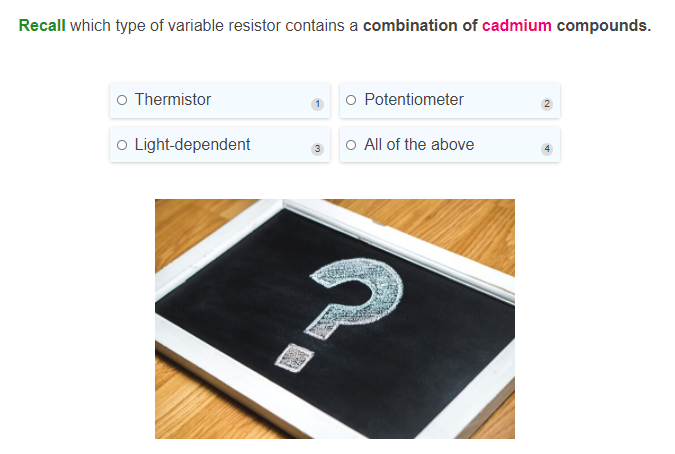 Recall which type of variable resistor contains a combination of cadmium compounds.
Thermistor 1
Potentiometer 2
Light-dependent 3
All of the above 4
?